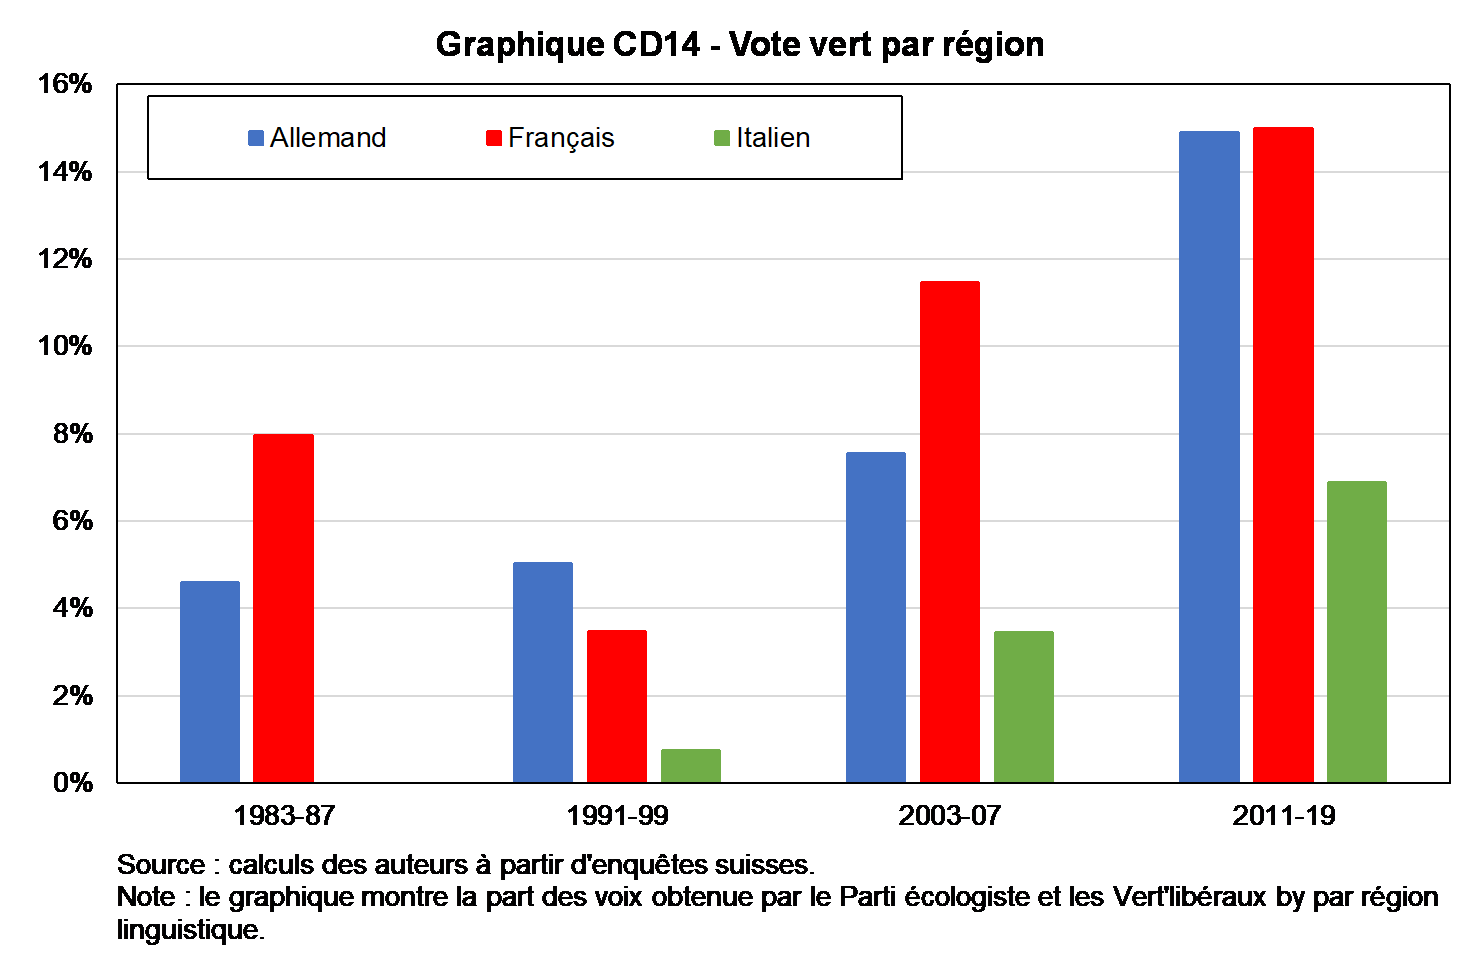 Graphique CD14 - Vote vert par région
16%
14%
12%
10%
8%
6%
4%
2%
0%
Allemand Français Italien
1983-87 1991-99 2003-07 2011-19
Source : calculs des auteurs à partir d'enquêtes suisses.
Note : le graphique montre la part des voix obtenue par le Parti écologiste et les Vert'libéraux by par région
linguistique.